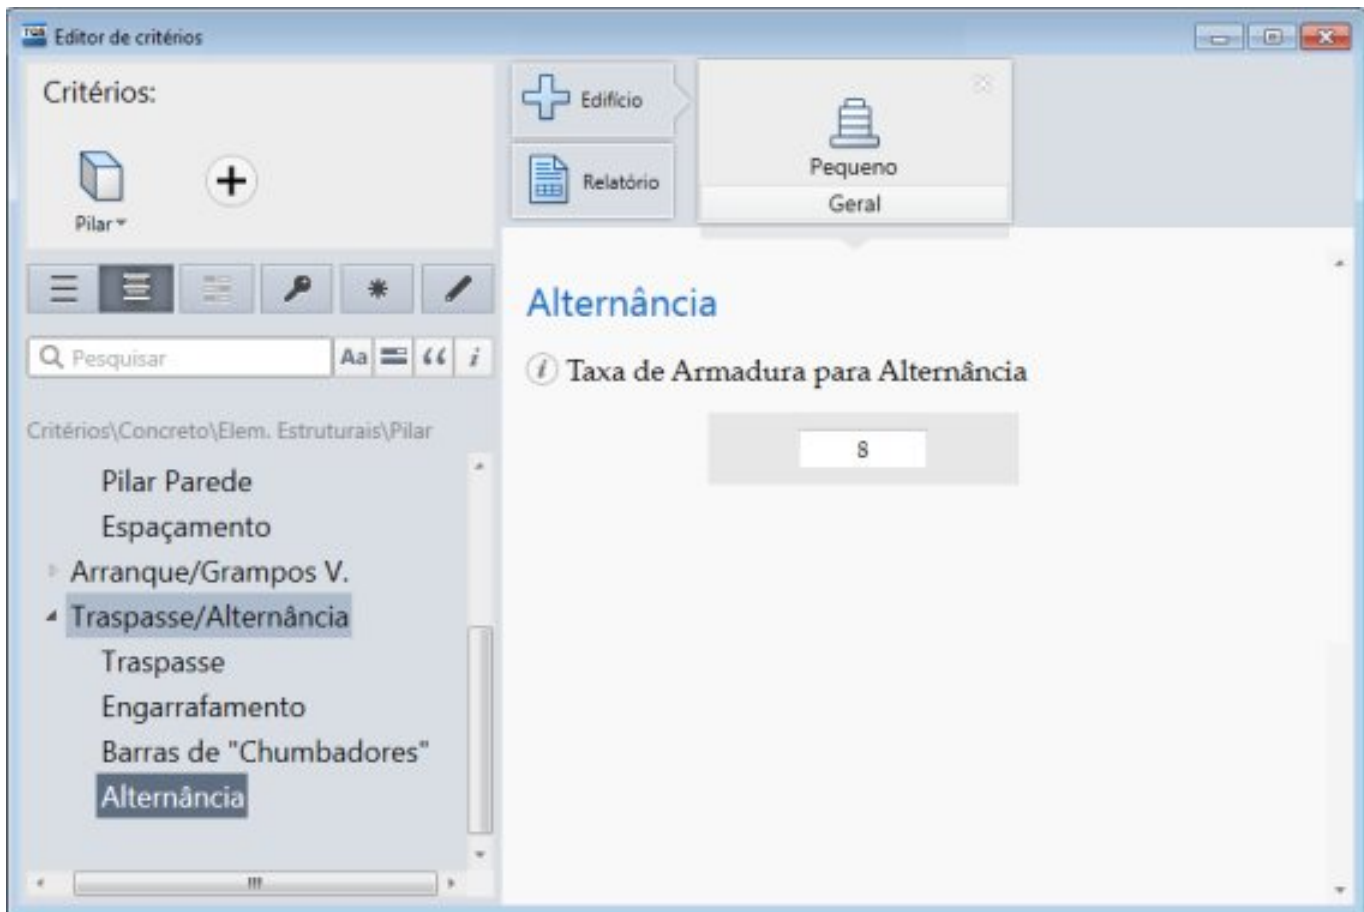 TQS Editor de critérios
Critérios:
Pilar
Edifício
Relatório
Pequeno
Geral
Pesquisar
Aa
i
Critérios\Concreto\Elem. Estruturais\Pilar
Pilar Parede
Espaçamento
Arranque/Grampos V.
Traspasse/Alternância
Traspasse
Engarrafamento
Barras de "Chumbadores"
Alternância
Alternância
i Taxa de Armadura para Alternância
8